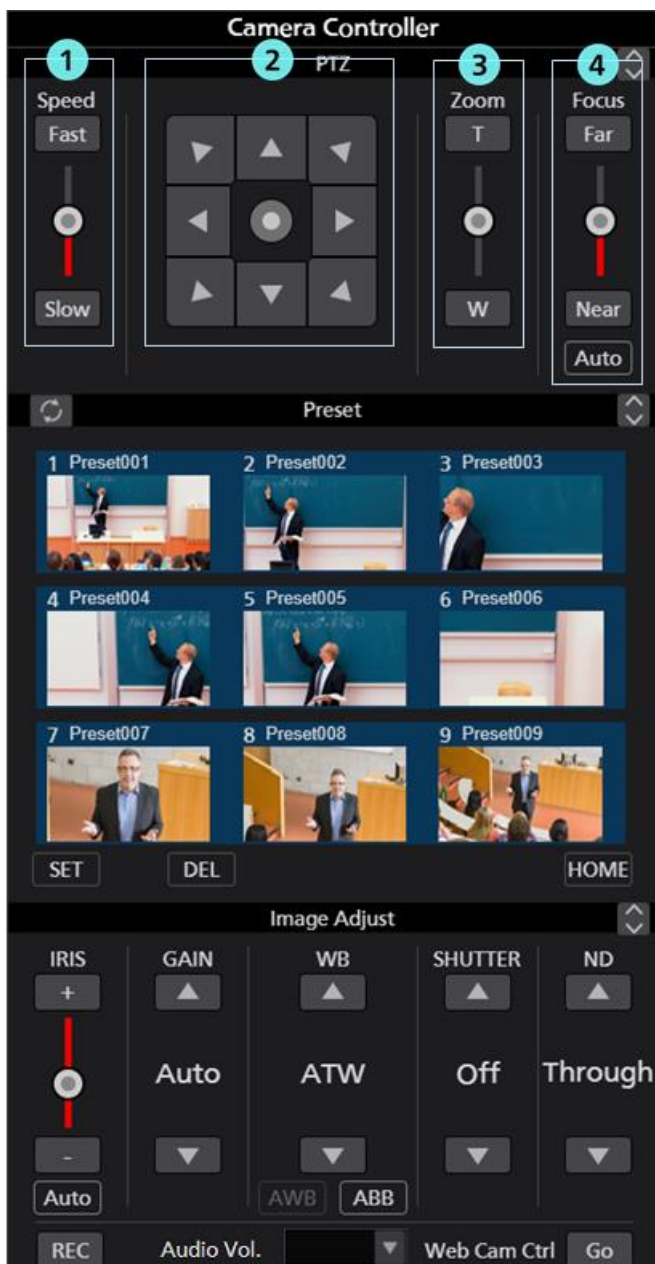 Camera Controller
1 2 PTZ 3 4
Speed Zoom Focus
Fast T Far
Slow W Near
Auto
Preset
1 Preset001 2 Preset002 3 Preset003
4 Preset004 5 Preset005 6 Preset006
7 Preset007 8 Preset008 9 Preset009
SET DEL HOME
Image Adjust
IRIS GAIN WB SHUTTER ND
+
Auto ATW Off Through
-
Auto AWB ABB
REC Audio Vol. Web Cam Ctrl Go